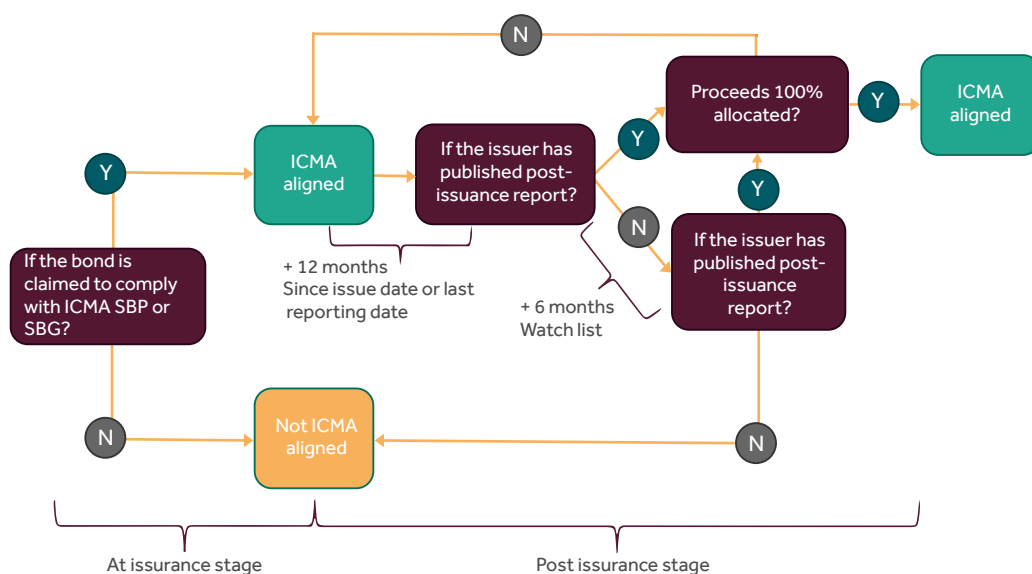 N
Proceeds 100%
allocated?
Y
ICMA
aligned
Y
ICMA
aligned
If the issuer has
published post-
issuance report?
Y
N
Y
If the issuer has
published post-
issuance
report?
If the bond is
claimed to comply
with ICMA SBP or
SBG?
+ 12 months
Since issue date or last
reporting date
+ 6 months
Watch list
N
Not ICMA
aligned
N
At issurance stage
Post issurance stage